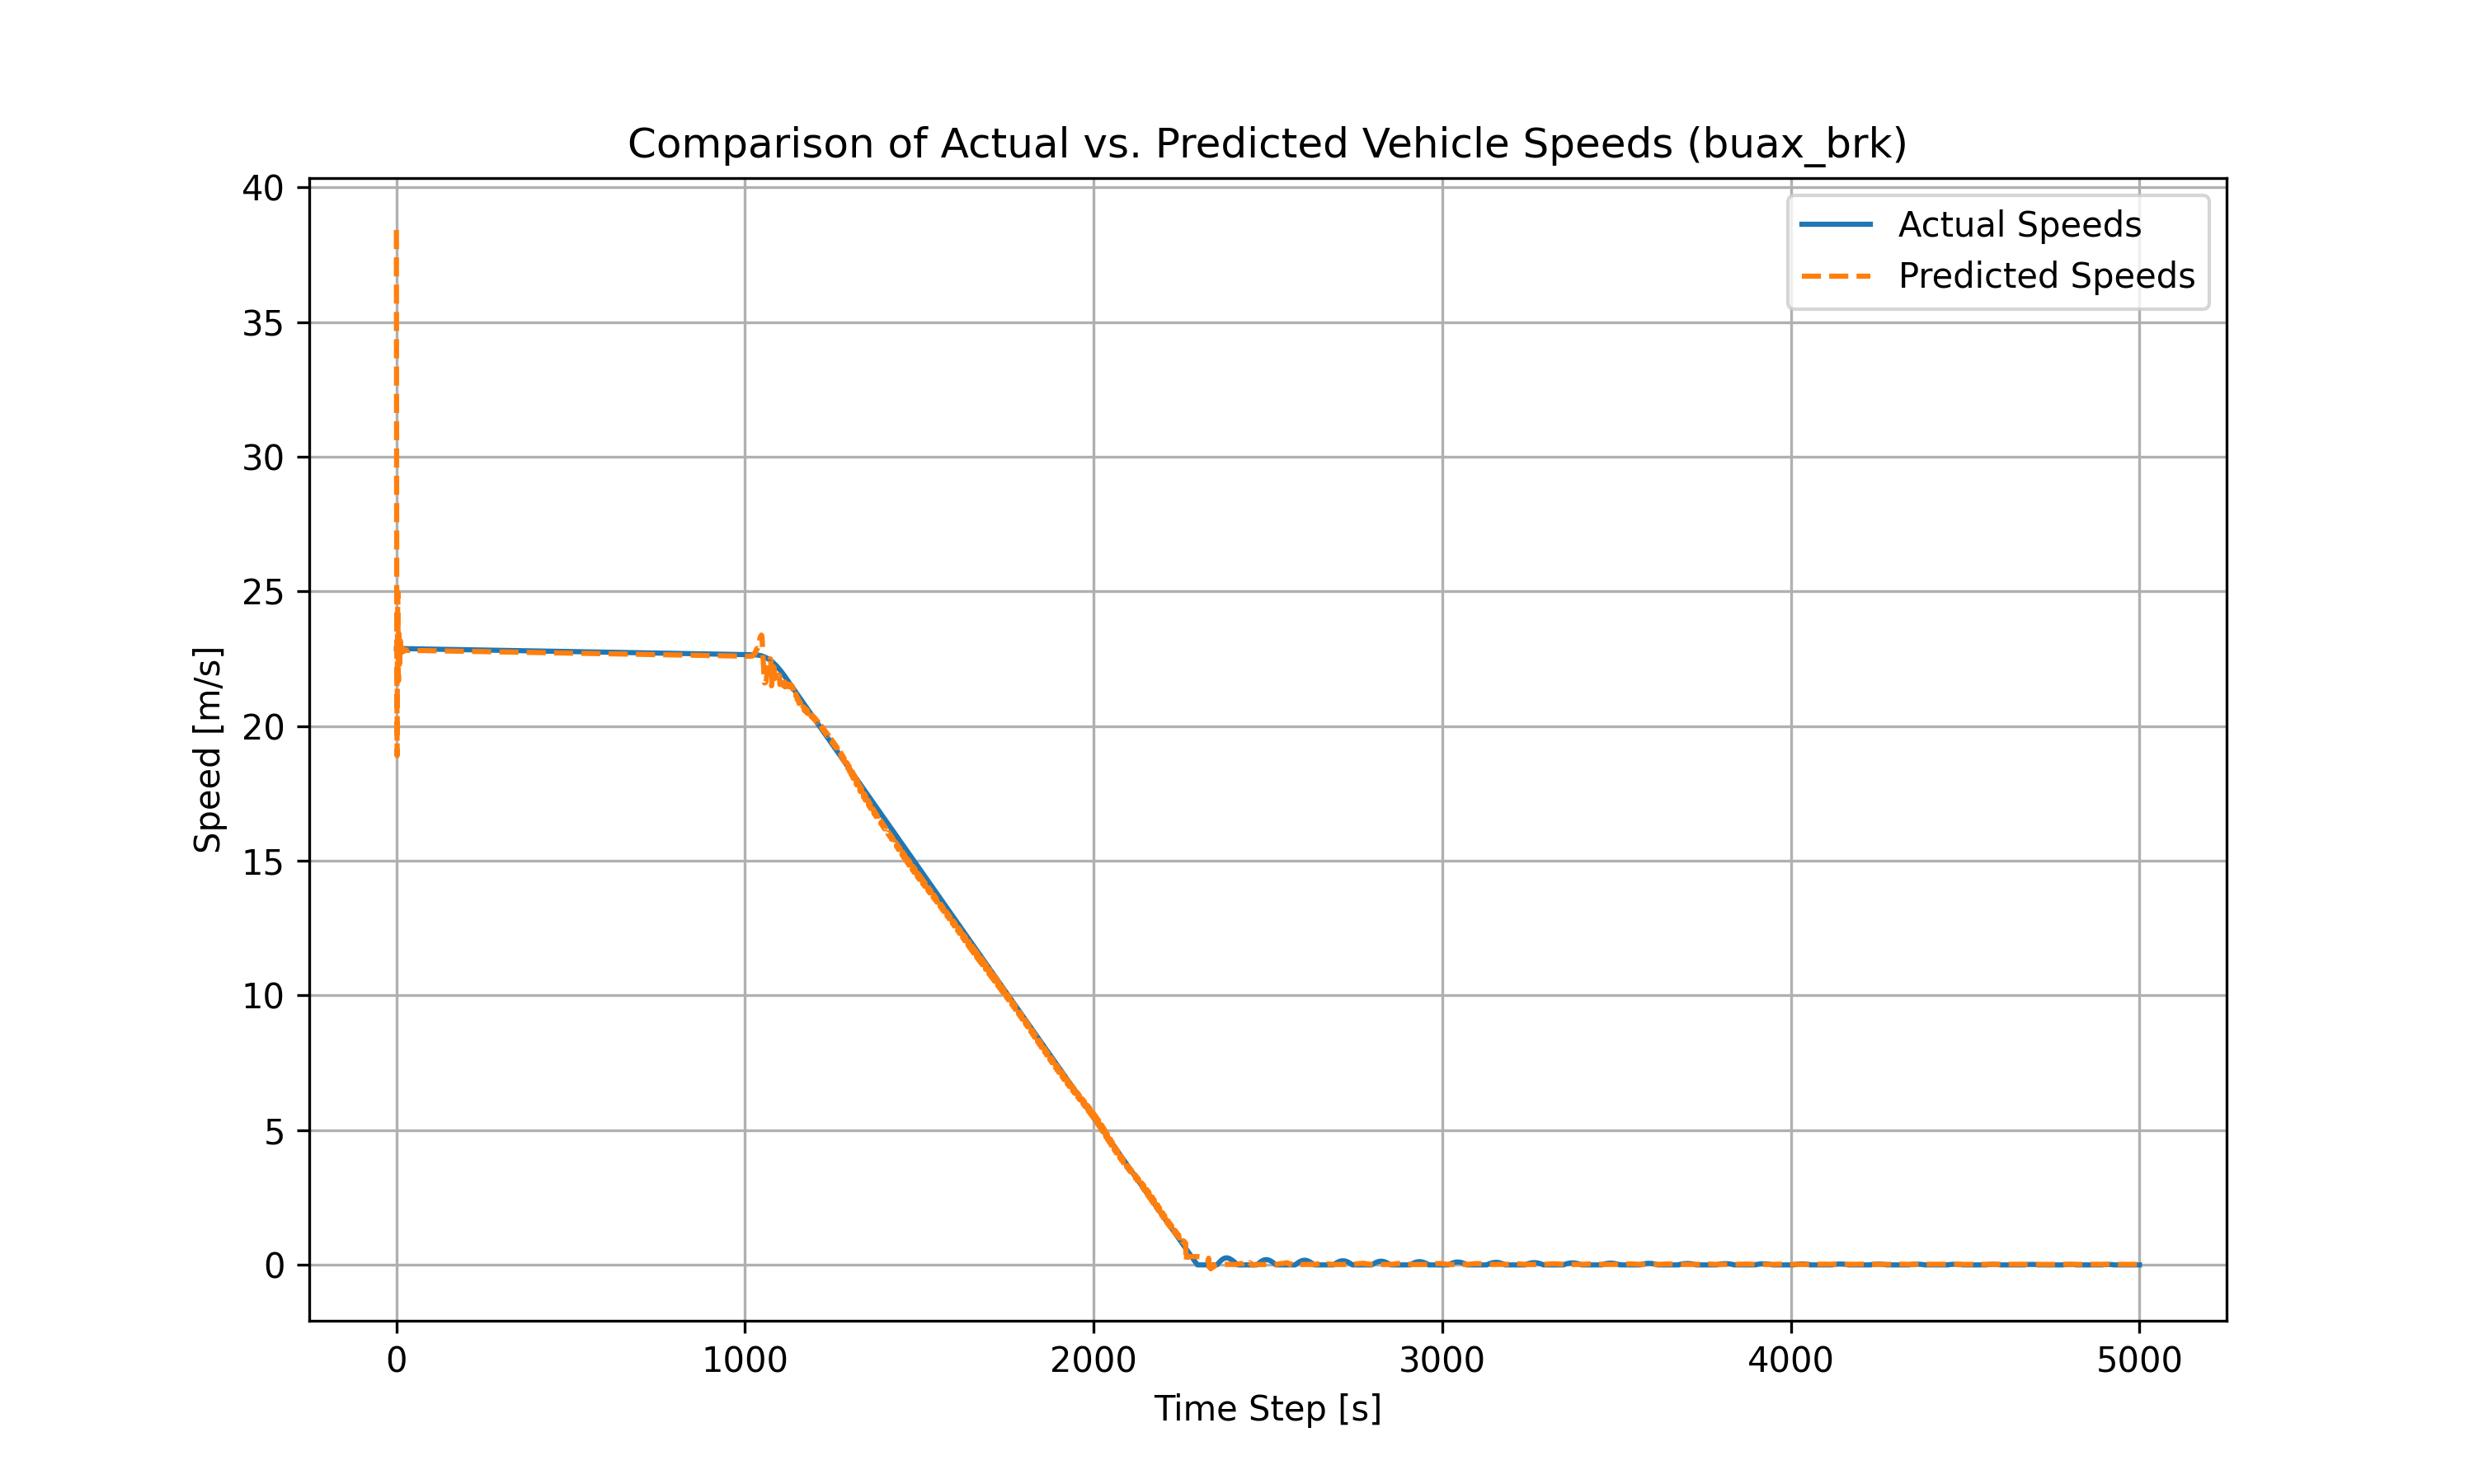 Comparison of Actual vs. Predicted Vehicle Speeds (buax_brk)
Actual Speeds
Predicted Speeds
Speed [m/s]
40
35
30
25
20
15
10
5
0
0 1000 2000 3000 4000 5000
Time Step [s]